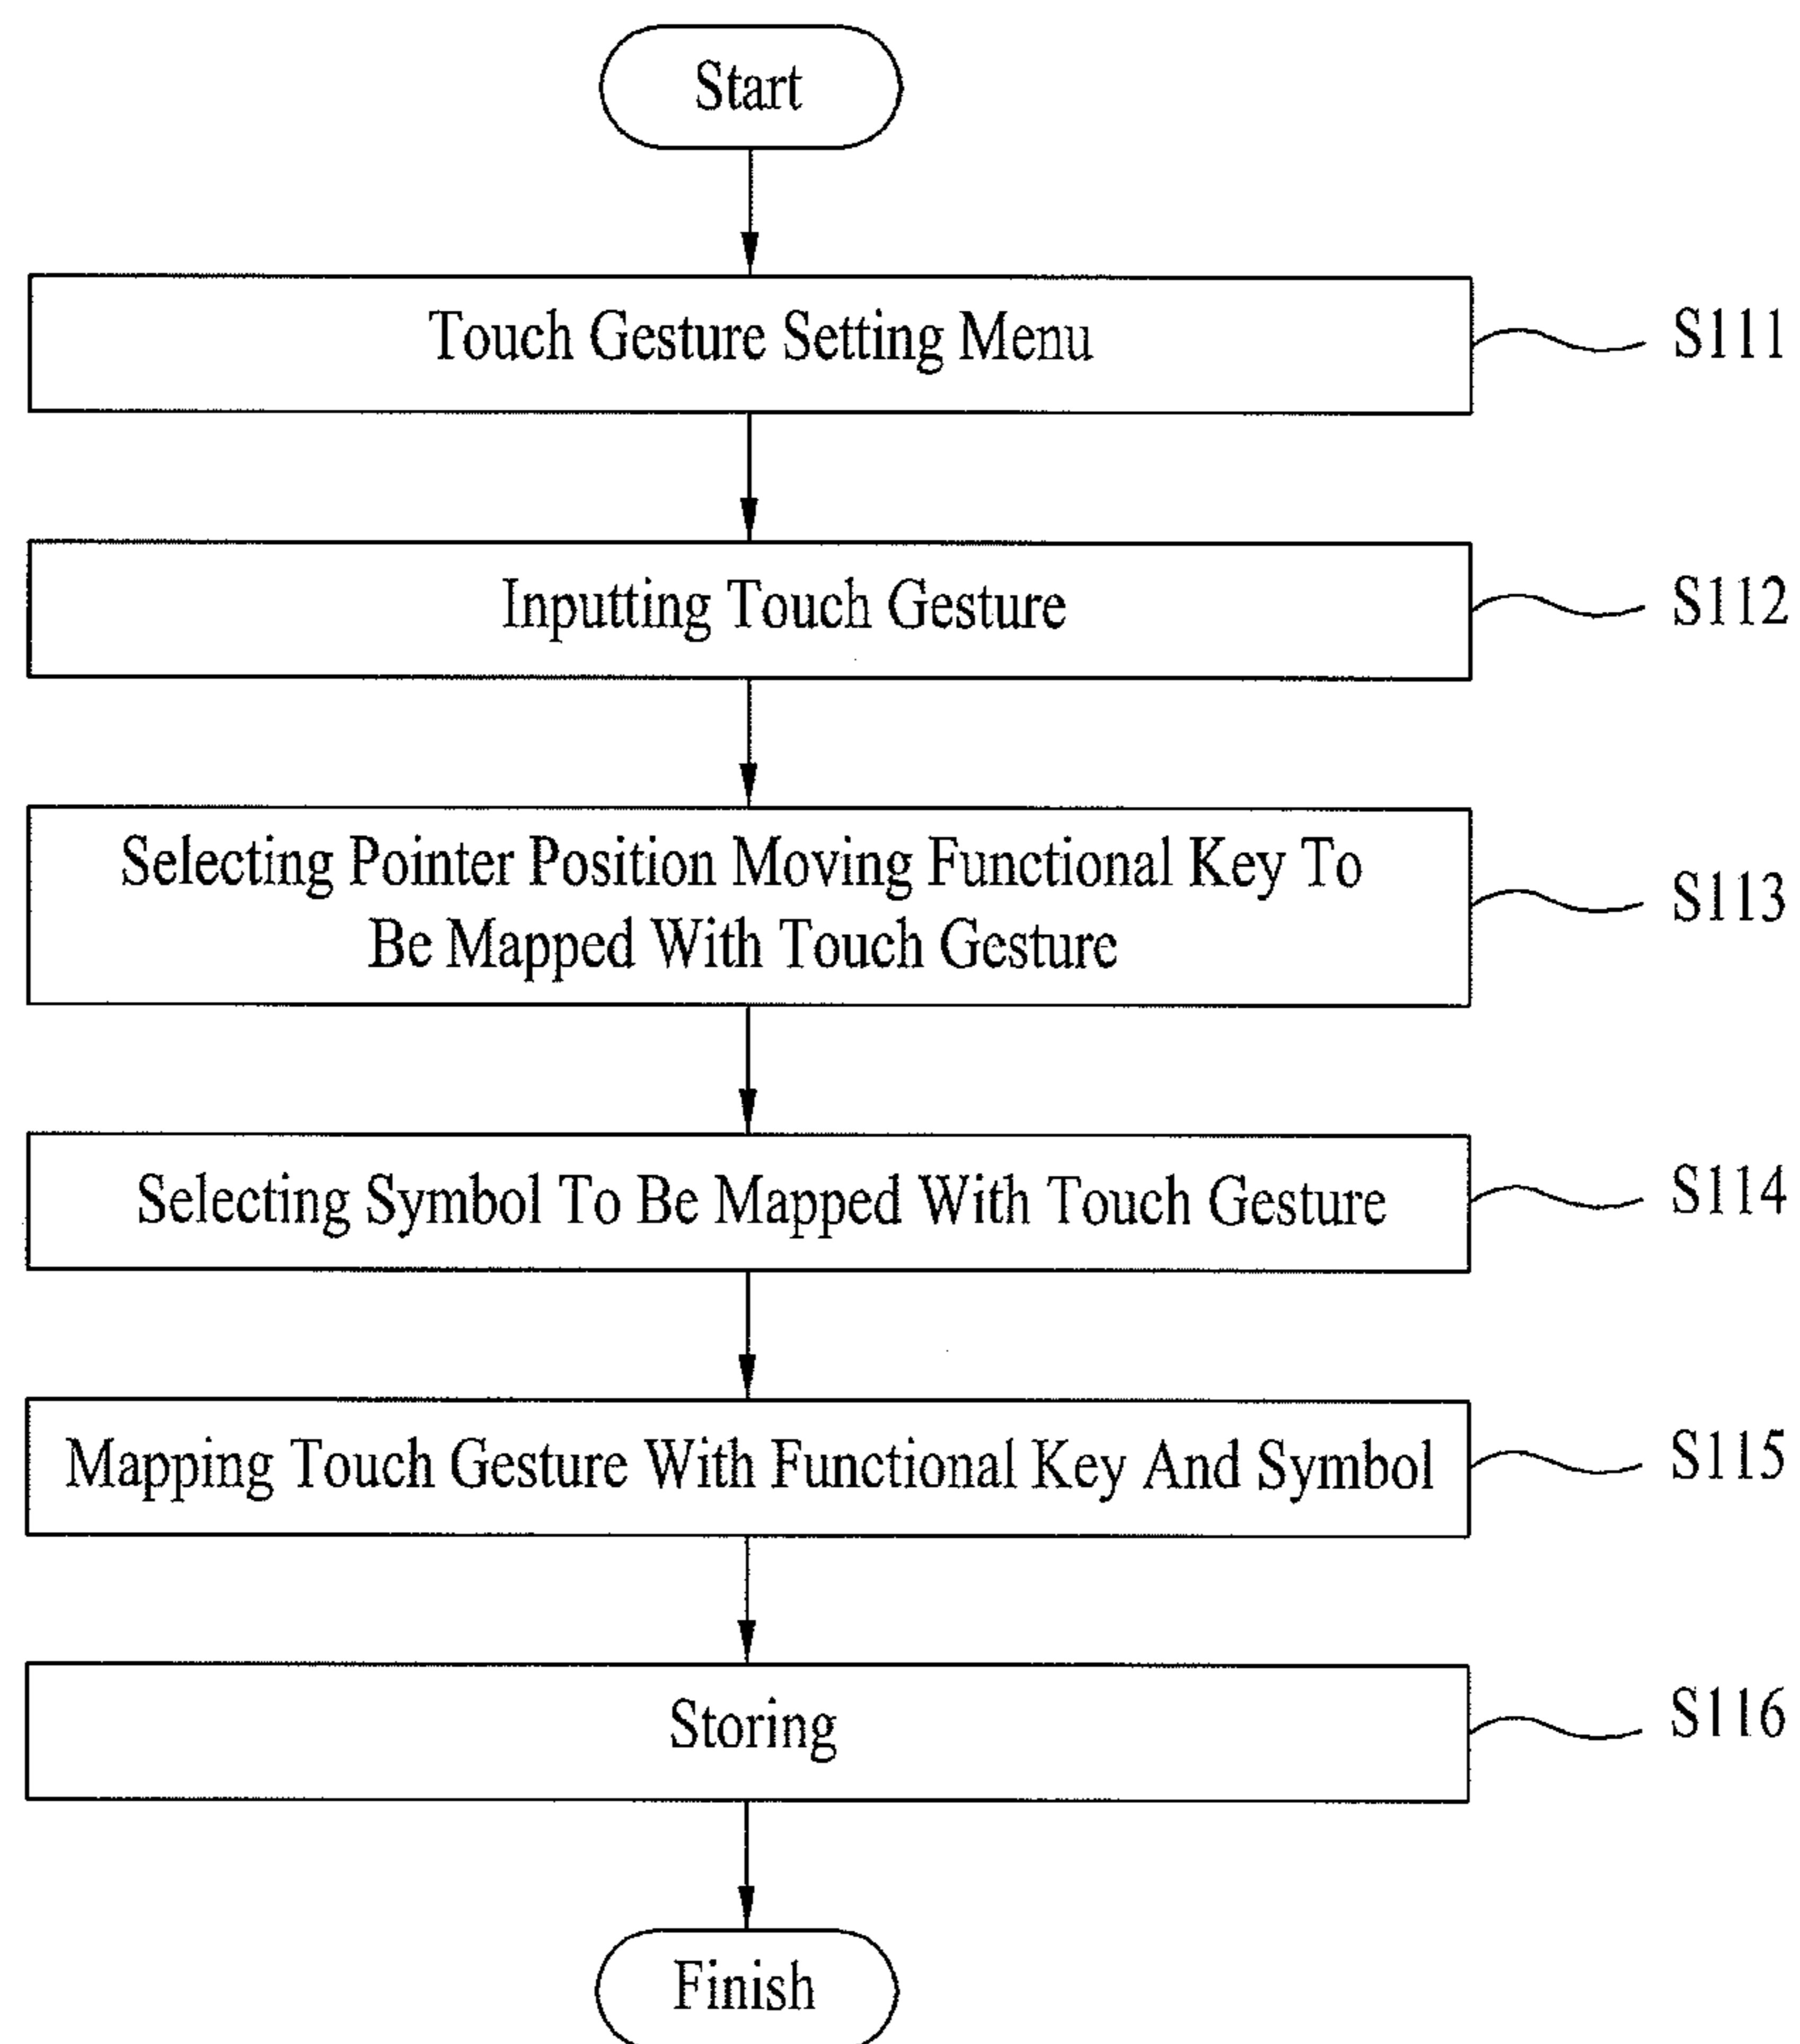 Start
Touch Gesture Setting Menu
S111
Inputting Touch Gesture
S112
Selecting Pointer Position Moving Functional Key To
Be Mapped With Touch Gesture
S113
Selecting Symbol To Be Mapped With Touch Gesture
S114
Mapping Touch Gesture With Functional Key And Symbol
S115
Storing
S116
Finish